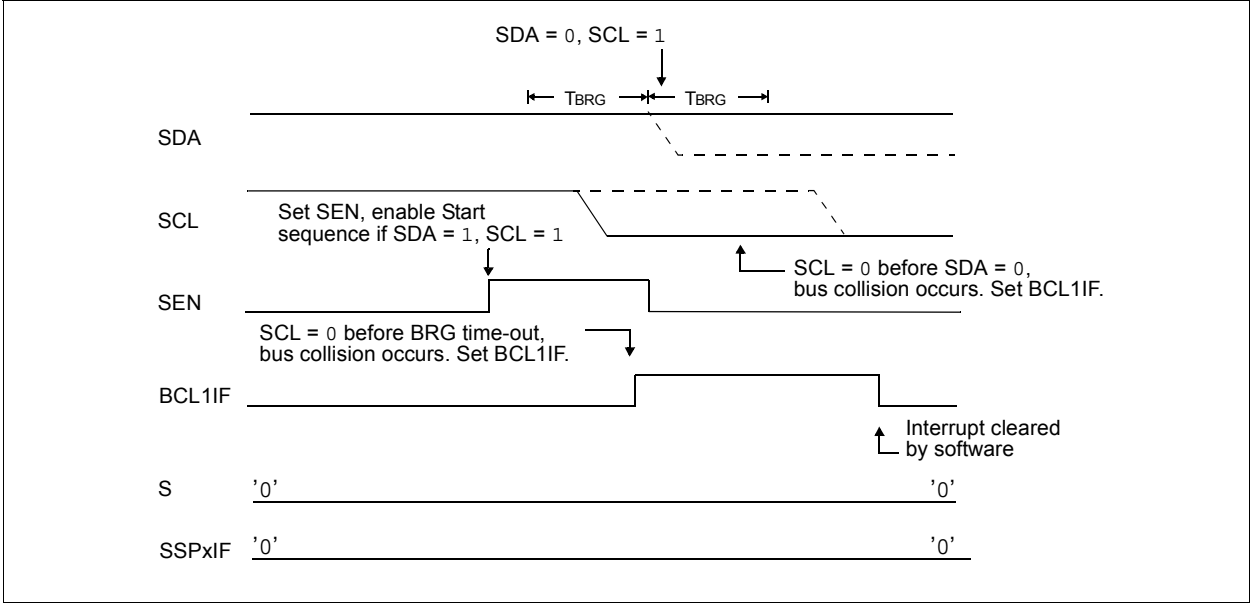 SDA = 0, SCL = 1
TBRG TBRG
SDA
SCL
Set SEN, enable Start
sequence if SDA = 1, SCL = 1
SCL = 0 before SDA = 0,
bus collision occurs. Set BCL1IF.
SEN
SCL = 0 before BRG time-out,
bus collision occurs. Set BCL1IF.
BCL1IF
Interrupt cleared
by software
S '0' '0'
SSPxIF '0' '0'